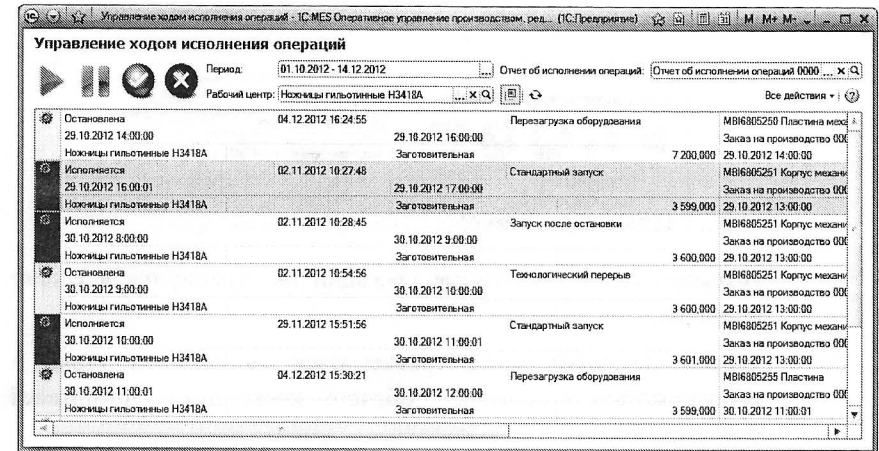 Управление ходом исполнения операций - 1С:MES Оперативное управление производством, ред... (1С:Предприятие) M M+ M-
Управление ходом исполнения операций
Период: 01.10.2012 - 14.12.2012 ... Отчет об исполнении операций: Отчет об исполнении операций 0000 ... x
Рабочий центр: Ножницы гильотинные Н3418А ... x Все действия
Остановлена 04.12.2012 16:24:55 Перезагрузка оборудования MBI6805250 Пластина меха
29.10.2012 14:00:00 29.10.2012 16:00:00 Заказ на производство 000
Ножницы гильотинные Н3418А Заготовительная 7 200,000 29.10.2012 14:00:00
Исполняется 02.11.2012 10:27:48 Стандартный запуск MBI6805251 Корпус механи
29.10.2012 16:00:01 29.10.2012 17:00:00 Заказ на производство 000
Ножницы гильотинные Н3418А Заготовительная 3 599,000 29.10.2012 13:00:00
Исполняется 02.11.2012 10:28:45 Запуск после остановки MBI6805251 Корпус механи
30.10.2012 8:00:00 30.10.2012 9:00:00 Заказ на производство 000
Ножницы гильотинные Н3418А Заготовительная 3 600,000 29.10.2012 13:00:00
Остановлена 02.11.2012 10:54:56 Технологический перерыв MBI6805251 Корпус механи
30.10.2012 9:00:00 30.10.2012 10:00:00 Заказ на производство 000
Ножницы гильотинные Н3418А Заготовительная 3 600,000 29.10.2012 13:00:00
Исполняется 29.11.2012 15:51:56 Стандартный запуск MBI6805251 Корпус механи
30.10.2012 10:00:00 30.10.2012 11:00:01 Заказ на производство 000
Ножницы гильотинные Н3418А Заготовительная 3 601,000 29.10.2012 13:00:00
Остановлена 04.12.2012 15:30:21 Перезагрузка оборудования MBI6805255 Пластина
30.10.2012 11:00:01 30.10.2012 12:00:00 Заказ на производство 000
Ножницы гильотинные Н3418А Заготовительная 3 599,000 30.10.2012 11:00:01